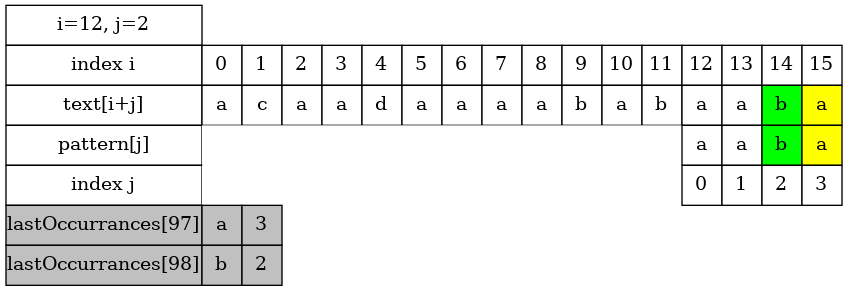 i=12, j=2
index i 0 1 2 3 4 5 6 7 8 9 10 11 12 13 14 15
text[i+j] a c a a d a a a a b a b a a b a
pattern[j] a a b a
index j 0 1 2 3
lastOccurrances[97] a 3
lastOccurrances[98] b 2